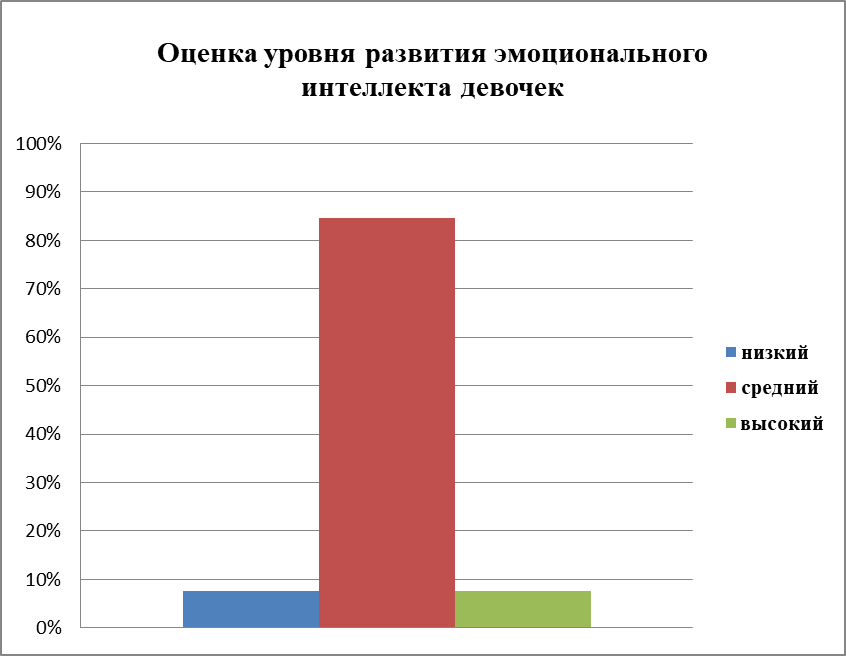 Оценка уровня развития эмоционального
интеллекта девочек
100%
90%
80%
70%
60%
50%
40%
30%
20%
10%
0%
низкий
средний
высокий